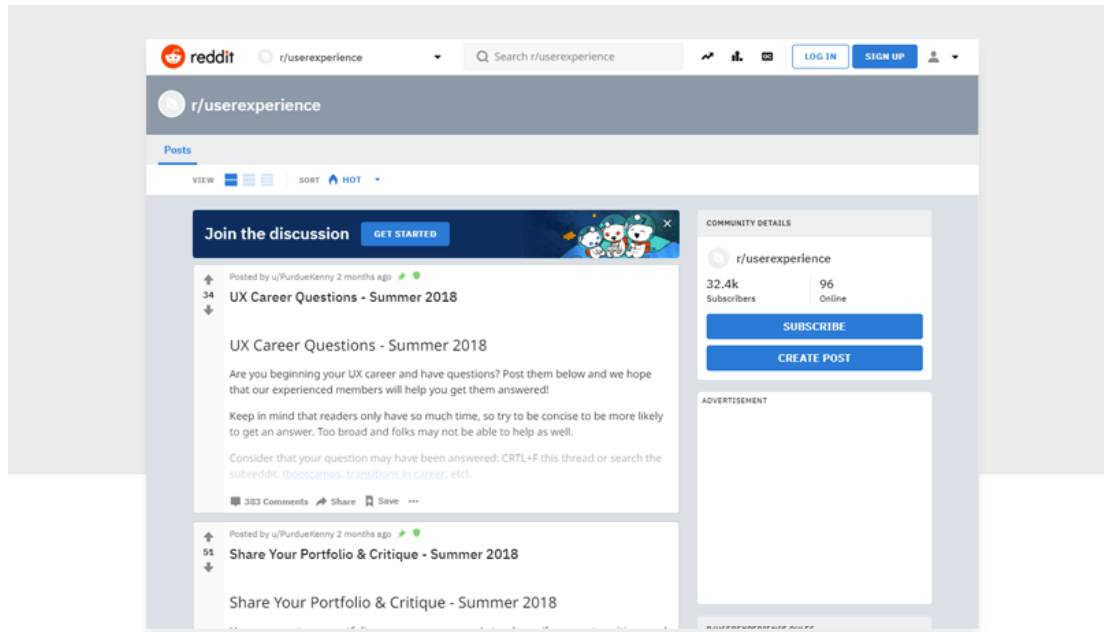 reddit
r/userexperience
Search r/userexperience
LOG IN
SIGN UP
r/userexperience
Posts
VIEW
SORT
HOT
Join the discussion
GET STARTED
Posted by u/PurdueKenny 2 months ago
34
UX Career Questions - Summer 2018
UX Career Questions - Summer 2018
Are you beginning your UX career and have questions? Post them below and we hope
that our experienced members will help you get them answered!
Keep in mind that readers only have so much time, so try to be concise to be more likely
to get an answer. Too broad and folks may not be able to help as well.
Consider that your question may have been answered: CRTL+F this thread or search the
subreddit, (bootcamps, transitions in career, etc).
383 Comments
Share
Save
Posted by u/PurdueKenny 2 months ago
51
Share Your Portfolio & Critique - Summer 2018
Share Your Portfolio & Critique - Summer 2018
COMMUNITY DETAILS
r/userexperience
32.4k
96
Subscribers
Online
SUBSCRIBE
CREATE POST
ADVERTISEMENT
R/USEREXPERIENCE RULES